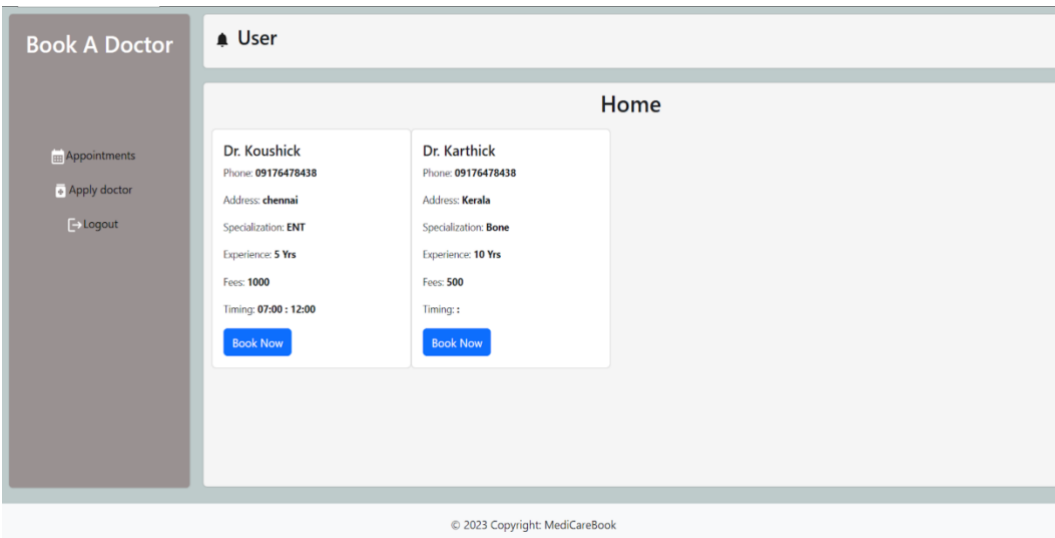 Book A Doctor
User
Appointments
Apply doctor
Logout
Home
Dr. Koushick
Phone: 09176478438
Address: chennai
Specialization: ENT
Experience: 5 Yrs
Fees: 1000
Timing: 07:00 : 12:00
Book Now
Dr. Karthick
Phone: 09176478438
Address: Kerala
Specialization: Bone
Experience: 10 Yrs
Fees: 500
Timing: :
Book Now
© 2023 Copyright: MediCareBook